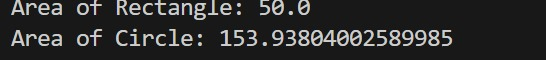 Area of Rectangle: 50.0
Area of Circle: 153.93804002589985